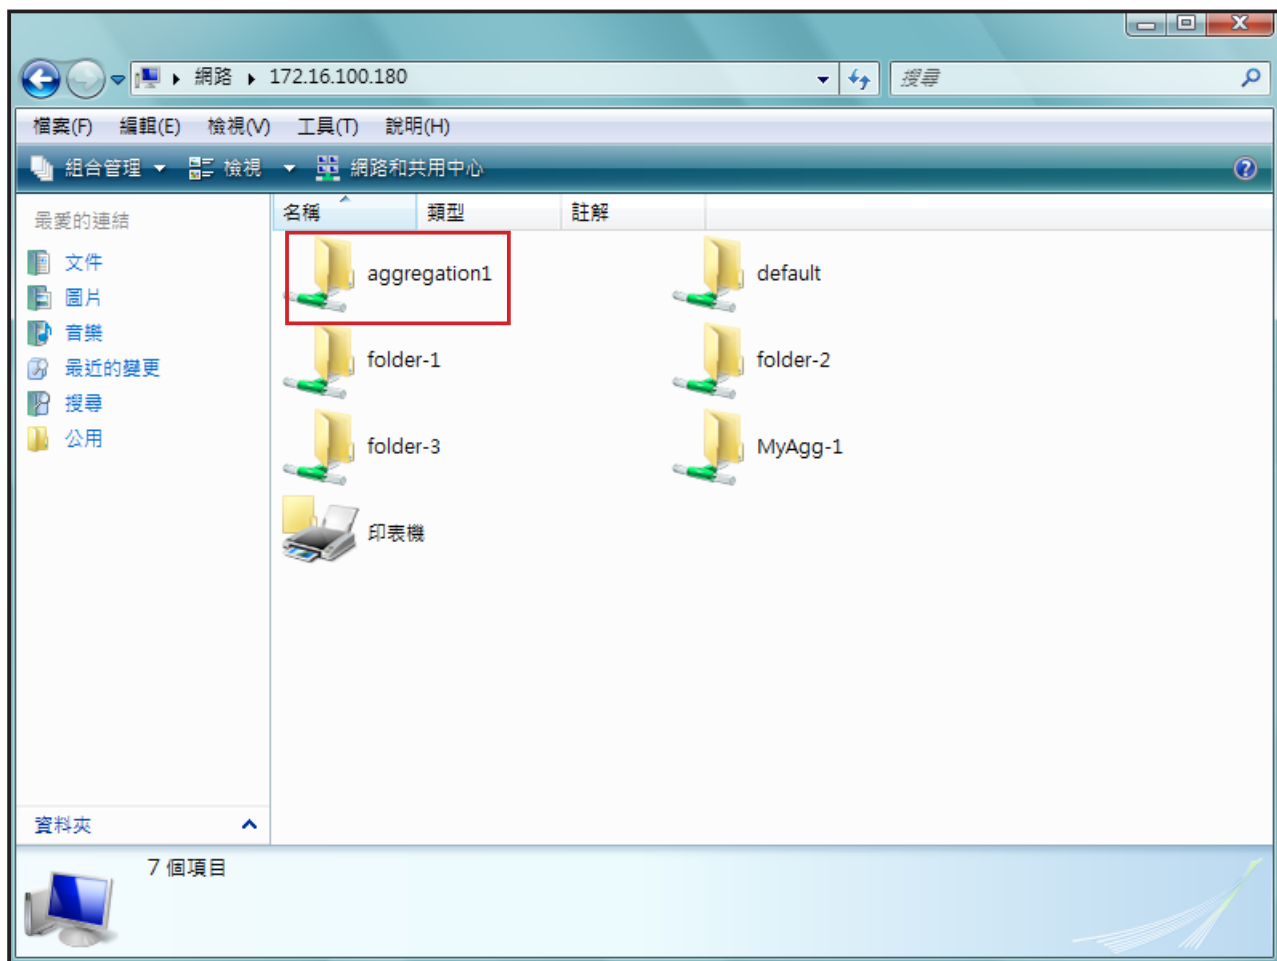 網路 172.16.100.180 搜尋
檔案(F) 編輯(E) 檢視(V) 工具(T) 說明(H)
組合管理 檢視 網路和共用中心
最愛的連結
文件
圖片
音樂
最近的變更
搜尋
公用
資料夾
名稱 類型 註解
aggregation1 default
folder-1 folder-2
folder-3 MyAgg-1
印表機
7 個項目